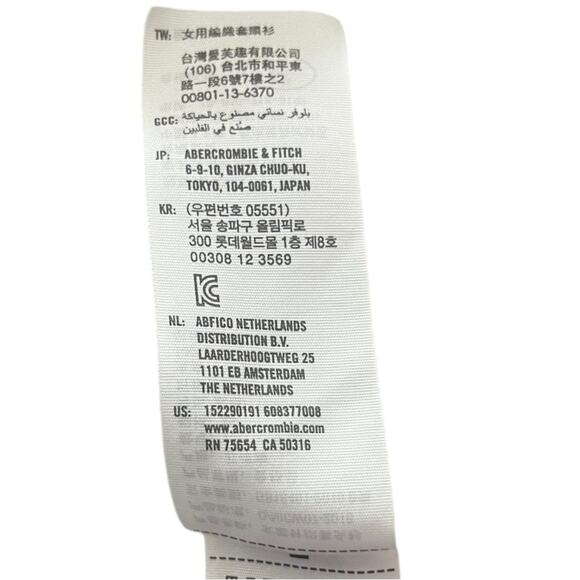 TW: 女用編織套頭衫
台灣愛芙趣有限公司
(106) 台北市和平東
路一段6號7樓之2
00801-13-6370
GCC: بلوفر نسائي مصنوع بالحياكة
صُنع في الفلبين
JP: ABERCROMBIE & FITCH
6-9-10, GINZA CHUO-KU,
TOKYO, 104-0061, JAPAN
KR: (우편번호 05551)
서울 송파구 올림픽로
300 롯데월드몰 1층 제8호
00308 12 3569
NL: ABFICO NETHERLANDS
DISTRIBUTION B.V.
LAARDERHOOGTWEG 25
1101 EB AMSTERDAM
THE NETHERLANDS
US: 152290191 608377008
www.abercrombie.com
RN 75654 CA 50316